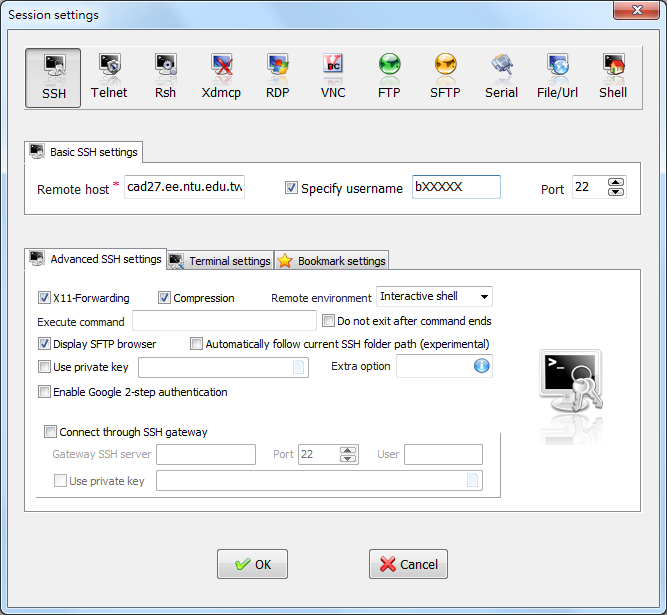 Session settings
SSH Telnet Rsh Xdmcp RDP VNC FTP SFTP Serial File/Url Shell
Basic SSH settings
Remote host * cad27.ee.ntu.edu.tw Specify username bXXXXX Port 22
Advanced SSH settings Terminal settings Bookmark settings
X11-Forwarding Compression Remote environment Interactive shell
Execute command Do not exit after command ends
Display SFTP browser Automatically follow current SSH folder path (experimental)
Use private key Extra option
Enable Google 2-step authentication
Connect through SSH gateway
Gateway SSH server Port 22 User
Use private key
OK Cancel